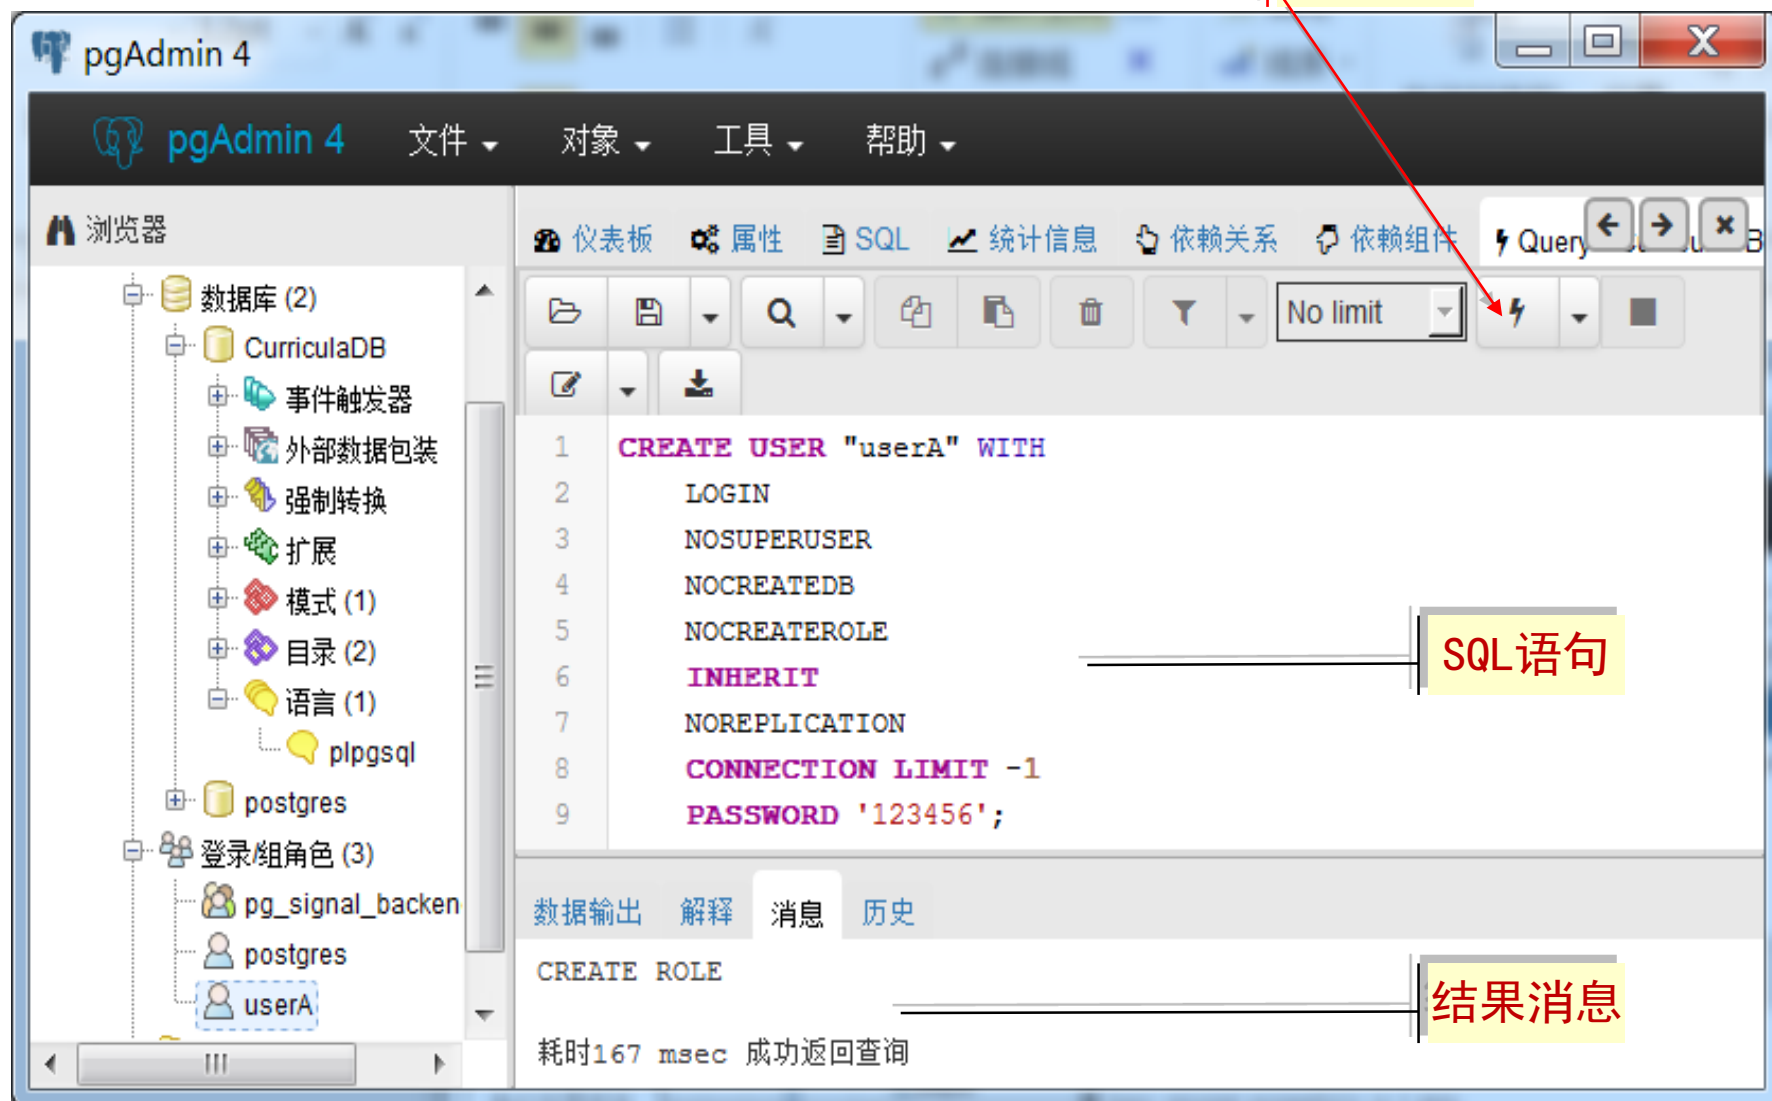 pgAdmin 4
pgAdmin 4 文件 对象 工具 帮助
浏览器
仪表板 属性 SQL 统计信息 依赖关系 依赖组件 Query
数据库 (2)
CurriculaDB
事件触发器
外部数据包装
强制转换
扩展
模式 (1)
目录 (2)
语言 (1)
plpgsql
postgres
登录/组角色 (3)
pg_signal_backen
postgres
userA
No limit
1 CREATE USER "userA" WITH
2 LOGIN
3 NOSUPERUSER
4 NOCREATEDB
5 NOCREATEROLE
6 INHERIT
7 NOREPLICATION
8 CONNECTION LIMIT -1
9 PASSWORD '123456';
SQL语句
数据输出 解释 消息 历史
CREATE ROLE
结果消息
耗时167 msec 成功返回查询